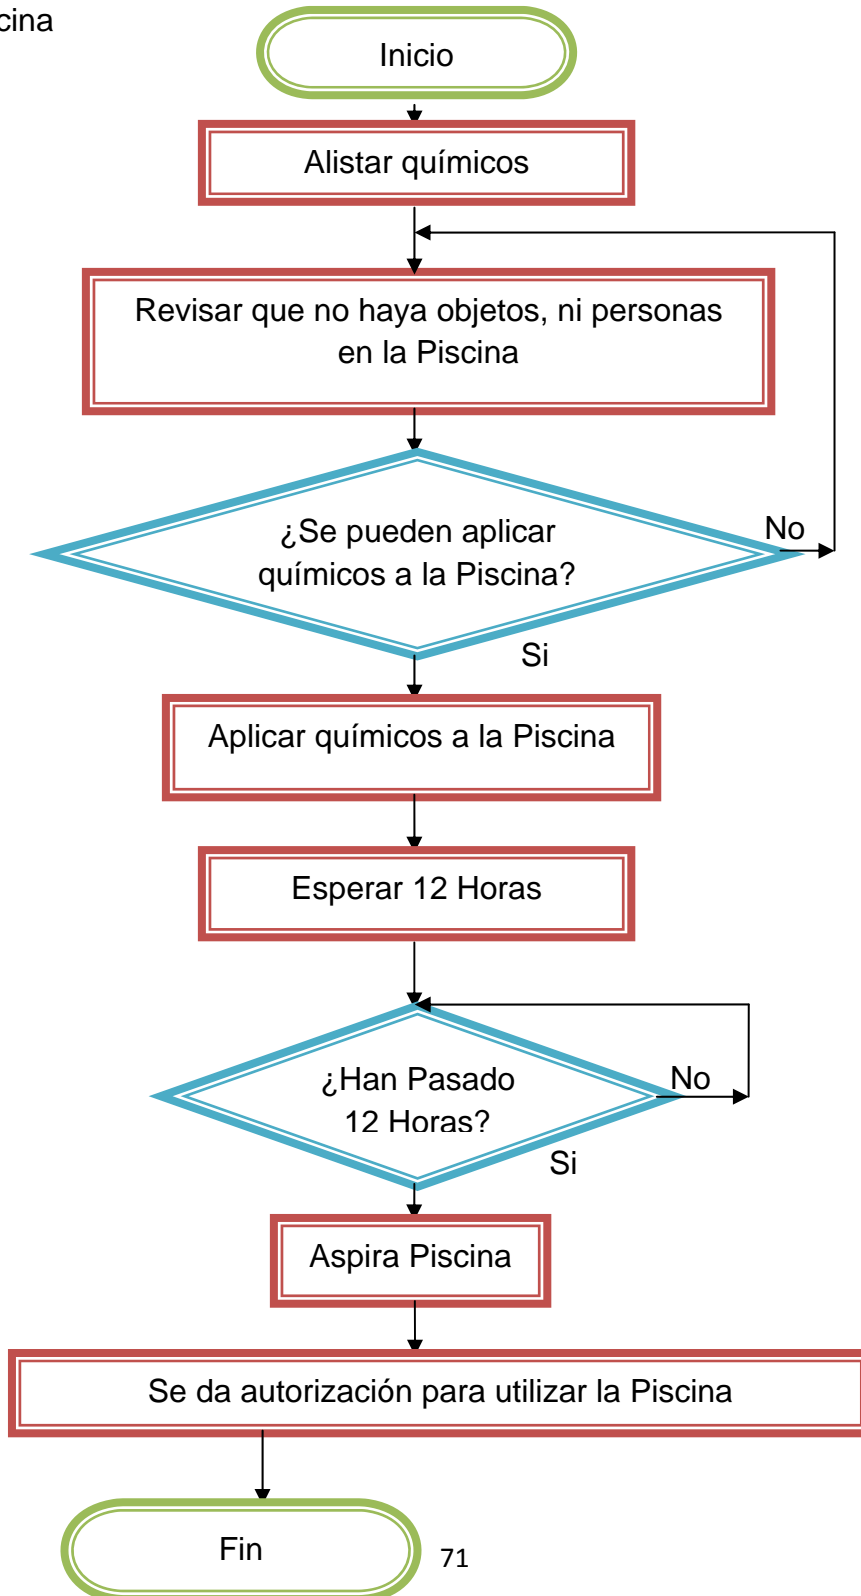 cina
Inicio
Alistar químicos
Revisar que no haya objetos, ni personas
en la Piscina
¿Se pueden aplicar
químicos a la Piscina?
No
Si
Aplicar químicos a la Piscina
Esperar 12 Horas
¿Han Pasado
12 Horas?
No
Si
Aspira Piscina
Se da autorización para utilizar la Piscina
Fin
71